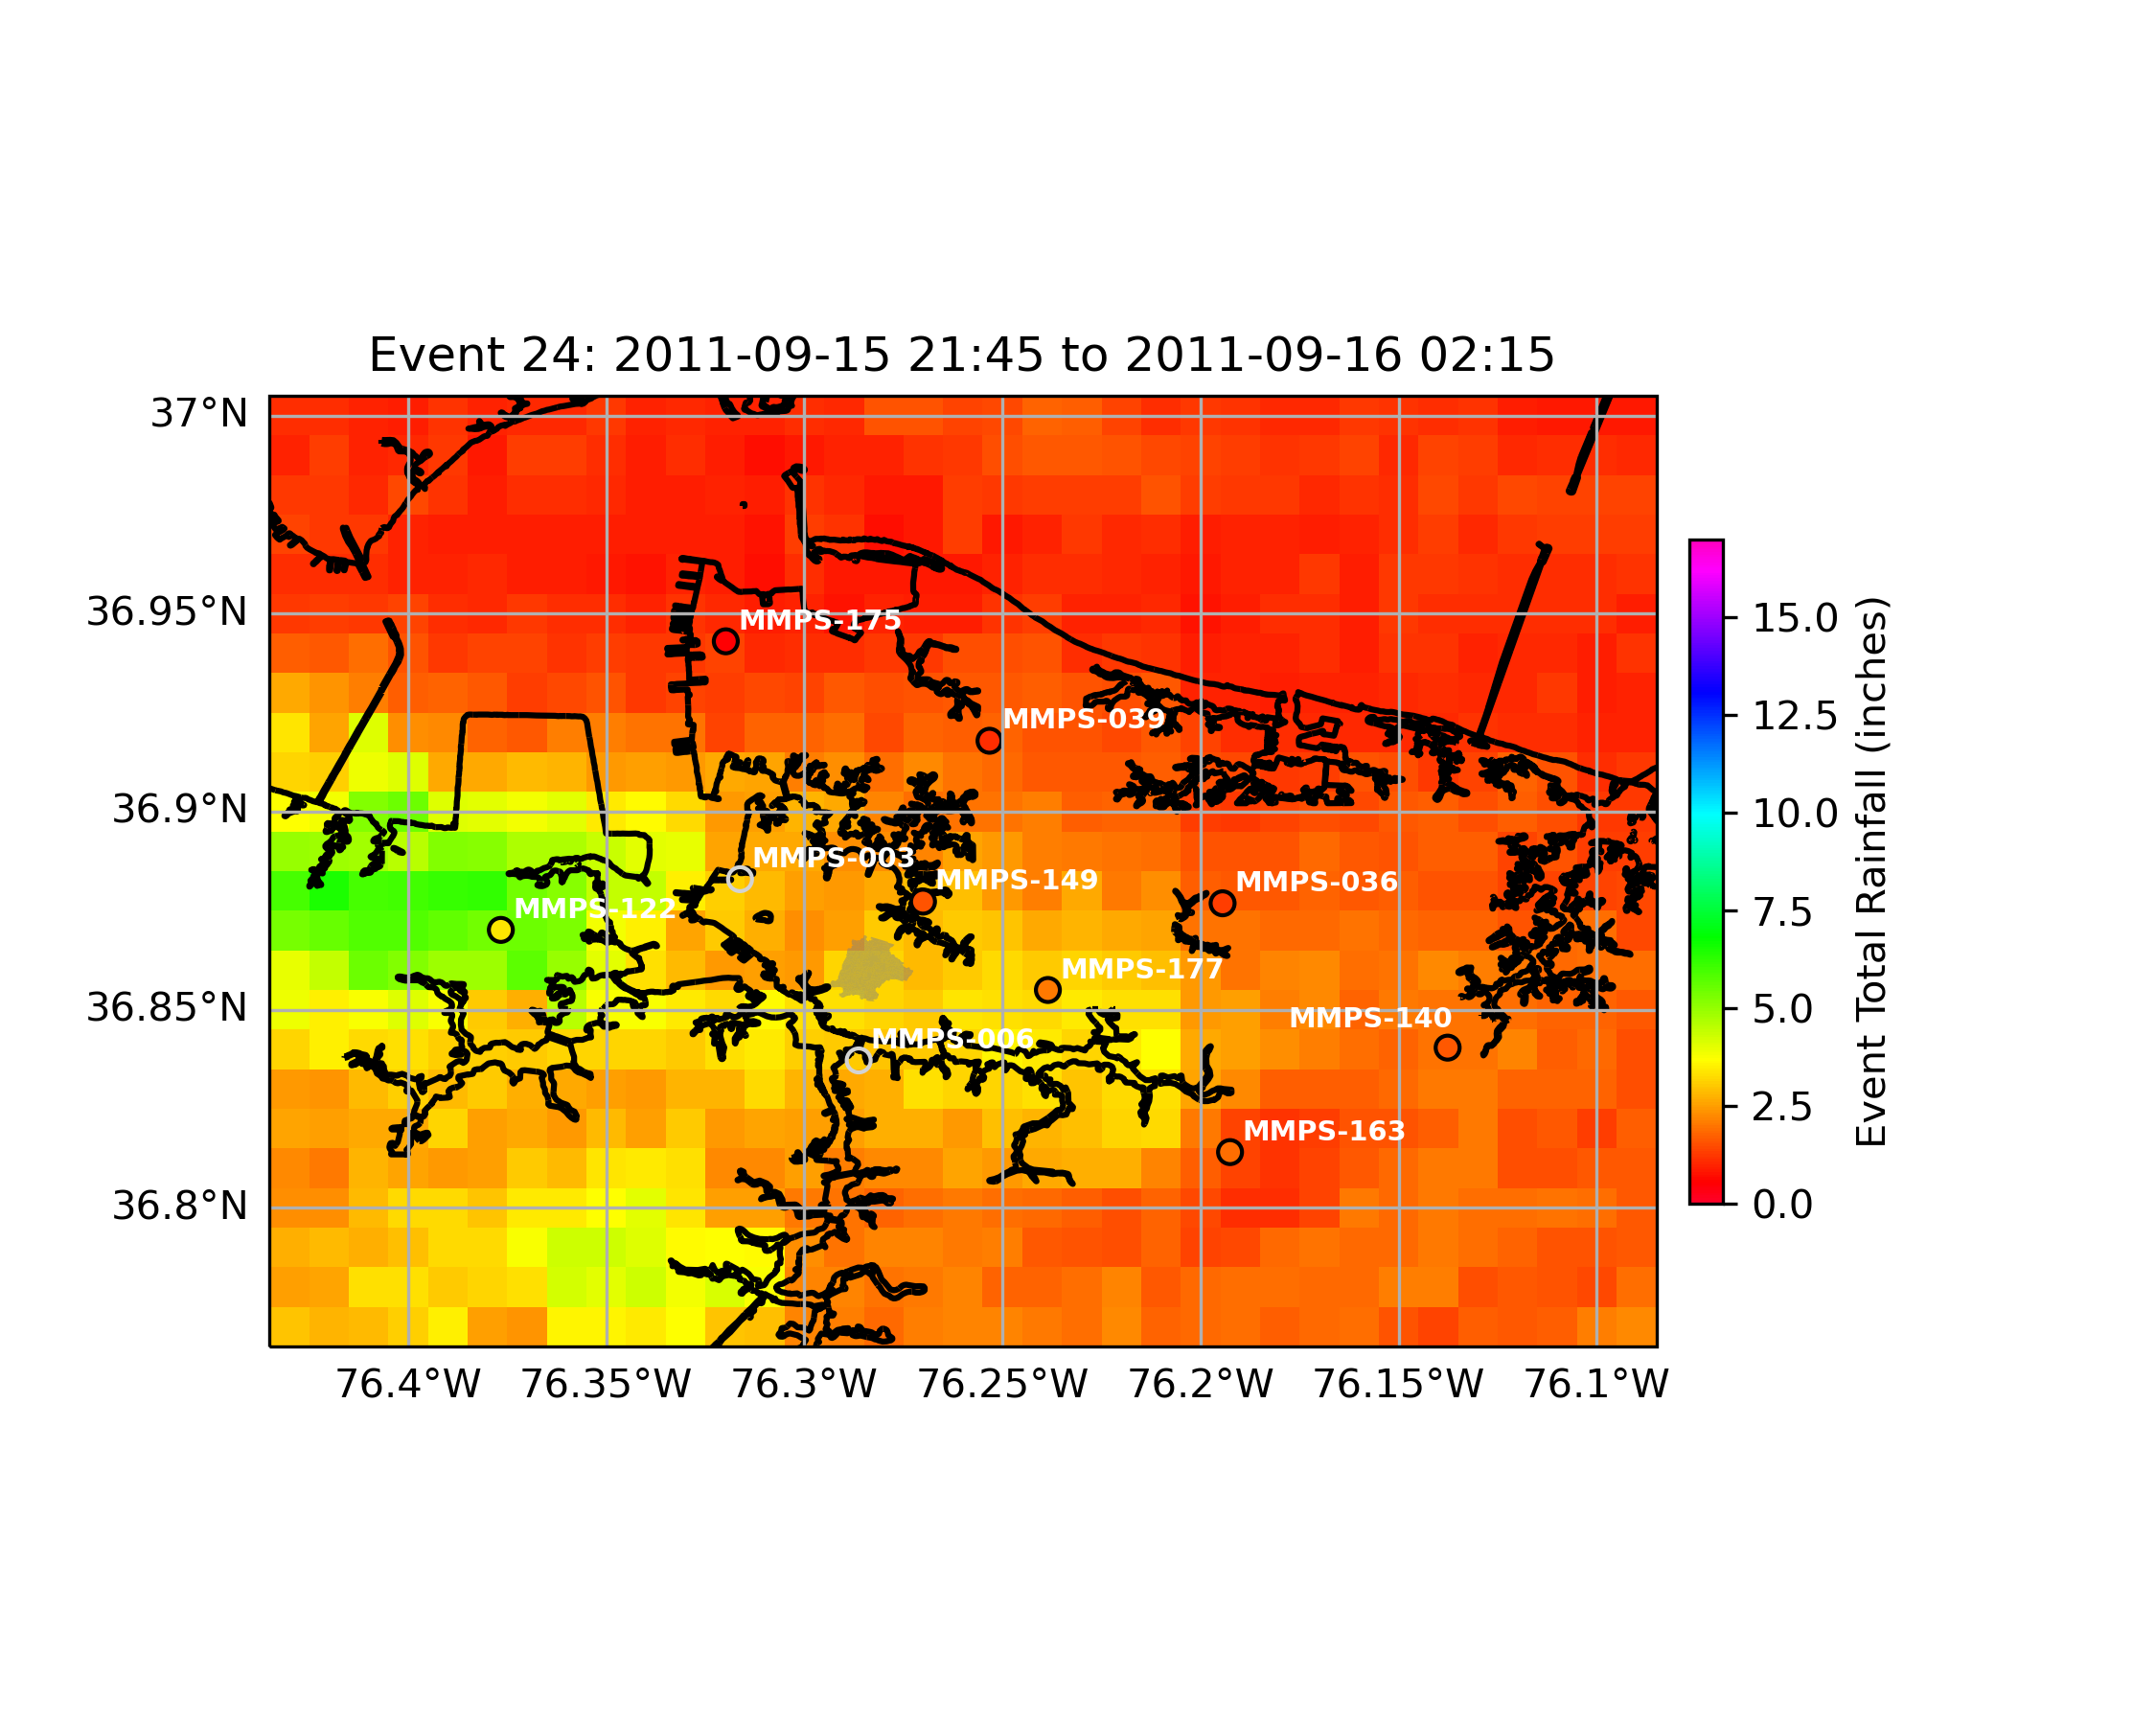 Event 24: 2011-09-15 21:45 to 2011-09-16 02:15
37°N
36.95°N
36.9°N
36.85°N
36.8°N
MMPS-175
MMPS-039
MMPS-003
MMPS-149
MMPS-036
MMPS-122
MMPS-177
MMPS-140
MMPS-006
MMPS-163
76.4°W 76.35°W 76.3°W 76.25°W 76.2°W 76.15°W 76.1°W
15.0
12.5
10.0
7.5
5.0
2.5
0.0
Event Total Rainfall (inches)